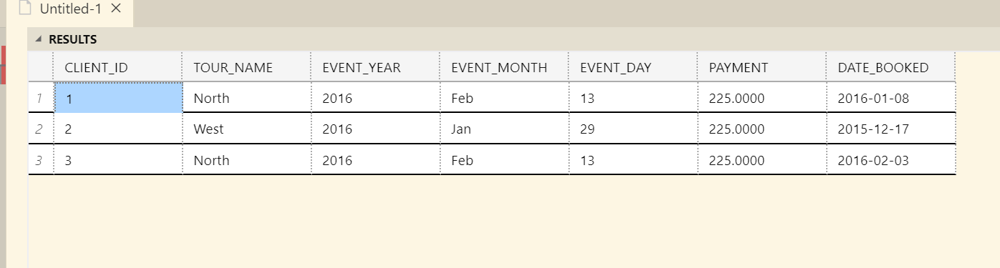 Untitled-1
RESULTS
CLIENT_ID TOUR_NAME EVENT_YEAR EVENT_MONTH EVENT_DAY PAYMENT DATE_BOOKED
1 1 North 2016 Feb 13 225.0000 2016-01-08
2 2 West 2016 Jan 29 225.0000 2015-12-17
3 3 North 2016 Feb 13 225.0000 2016-02-03